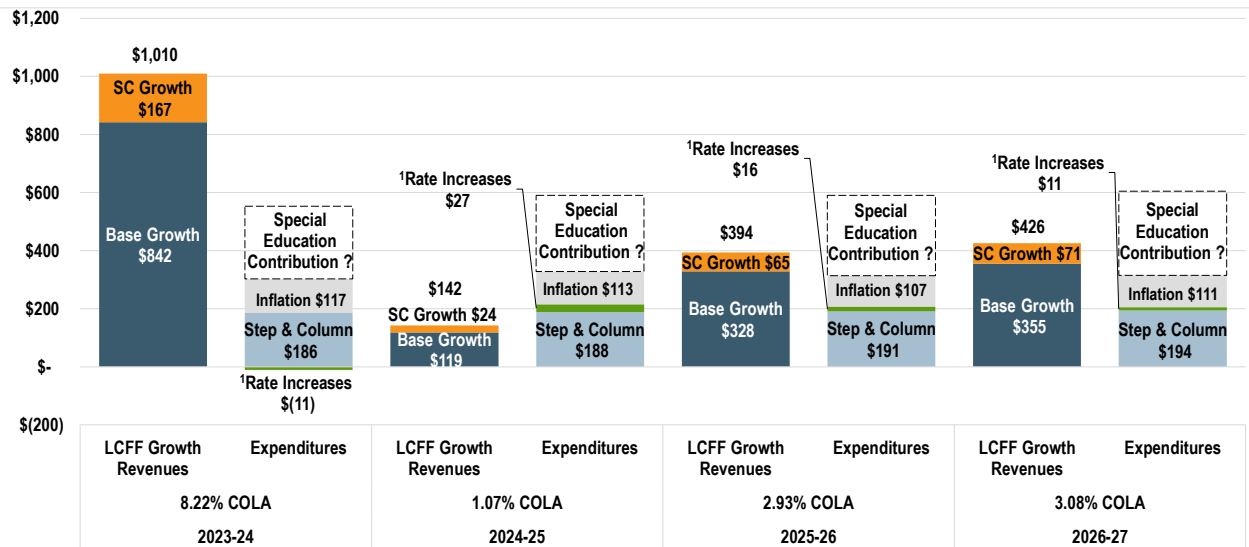 $1,200
$1,000
$800
$600
$400
$200
$-
$(200)
$1,010
SC Growth
$167
Base Growth
$842
Special
Education
Contribution ?
Inflation $117
Step & Column
$186
¹Rate Increases
$(11)
$142
SC Growth $24
Base Growth
$119
¹Rate Increases
$27
Special
Education
Contribution ?
Inflation $113
Step & Column
$188
$394
SC Growth $65
Base Growth
$328
¹Rate Increases
$16
Special
Education
Contribution ?
Inflation $107
Step & Column
$191
$426
SC Growth $71
Base Growth
$355
¹Rate Increases
$11
Special
Education
Contribution ?
Inflation $111
Step & Column
$194
LCFF Growth
Revenues
Expenditures
LCFF Growth
Revenues
Expenditures
LCFF Growth
Revenues
Expenditures
LCFF Growth
Revenues
Expenditures
8.22% COLA
1.07% COLA
2.93% COLA
3.08% COLA
2023-24
2024-25
2025-26
2026-27